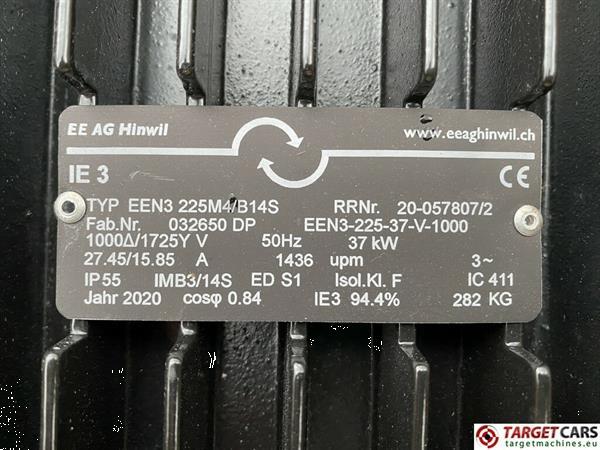 EE AG Hinwil
www.eeaghinwil.ch
IE 3
CE
TYP EEN3 225M4/B14S RRNr. 20-057807/2
Fab.Nr. 032650 DP EEN3-225-37-V-1000
1000Δ/1725Y V 50Hz 37 kW
27.45/15.85 A 1436 upm 3~
IP55 IMB3/14S ED S1 Isol.Kl. F IC 411
Jahr 2020 cosφ 0.84 IE3 94.4% 282 KG
TARGETCARS
targetmachines.eu